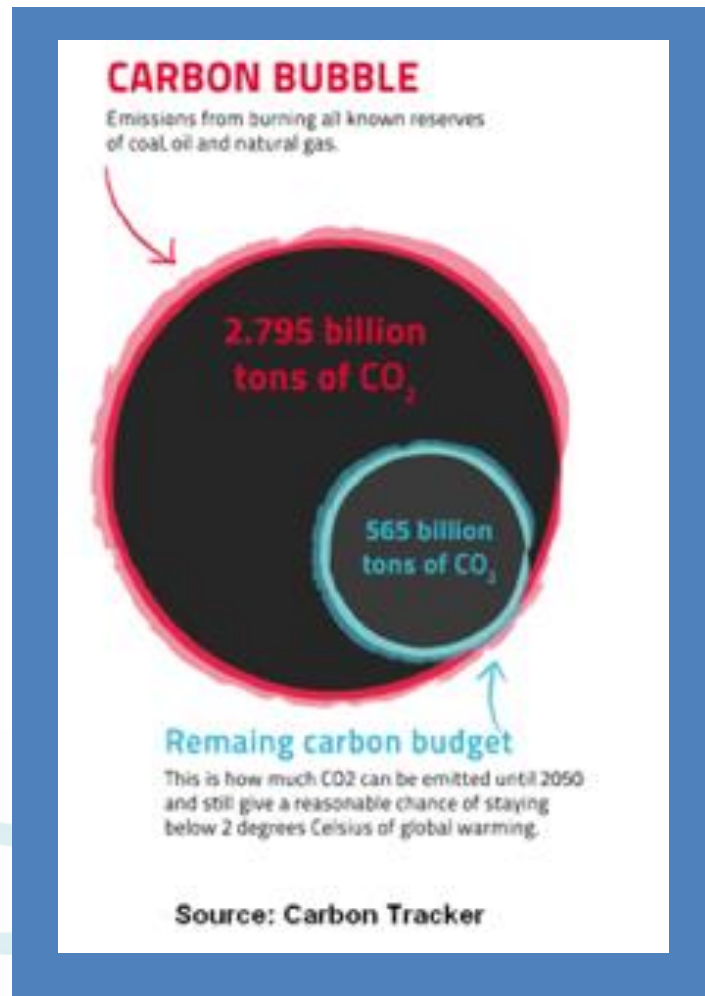 CARBON BUBBLE
Emissions from burning all known reserves
of coal, oil and natural gas.
2.795 billion
tons of CO₂
565 billion
tons of CO₂
Remaing carbon budget
This is how much CO2 can be emitted until 2050
and still give a reasonable chance of staying
below 2 degrees Celsius of global warming.
Source: Carbon Tracker